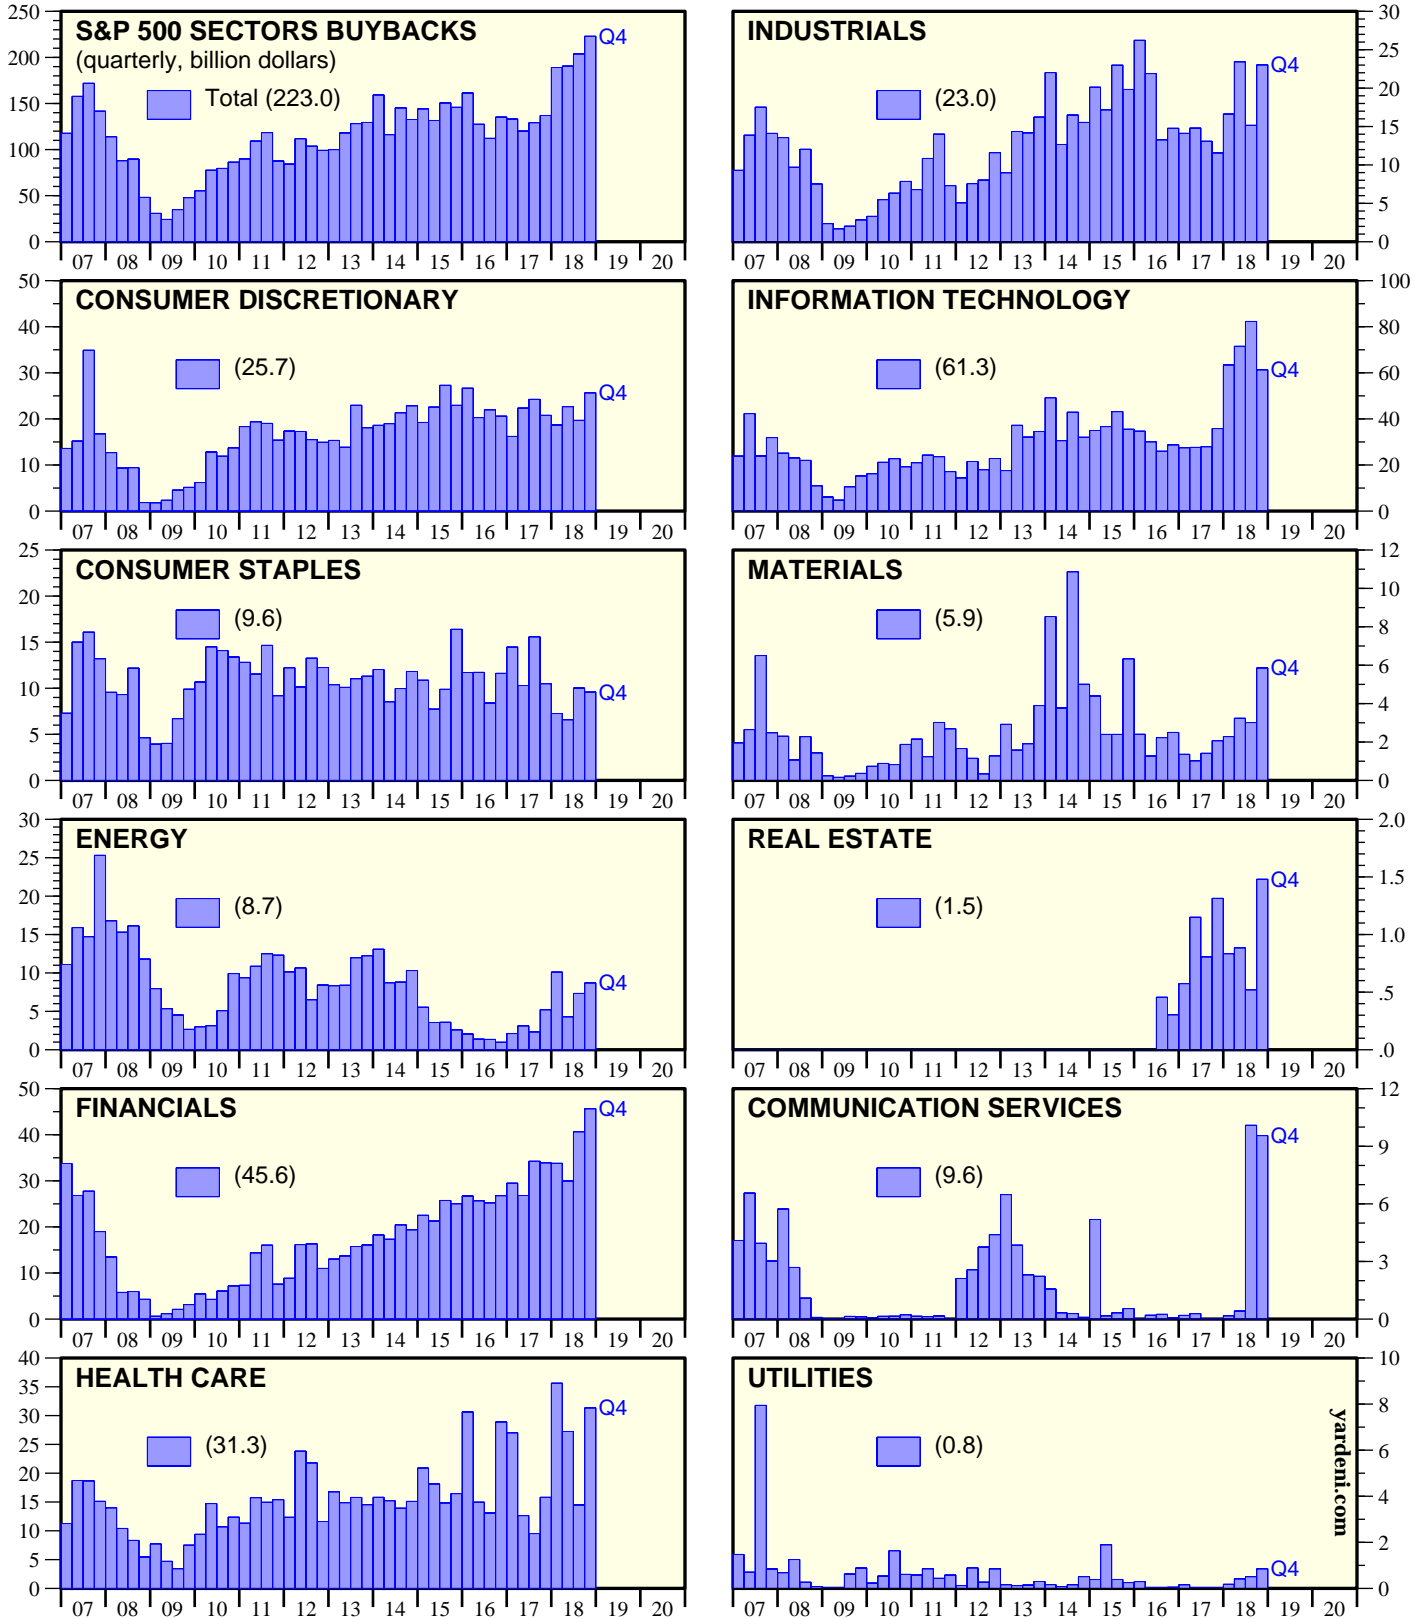 S&P 500 SECTORS BUYBACKS
(quarterly, billion dollars)
Total (223.0)
Q4
250
200
150
100
50
0
07 08 09 10 11 12 13 14 15 16 17 18 19 20
INDUSTRIALS
(23.0)
Q4
30
25
20
15
10
5
0
07 08 09 10 11 12 13 14 15 16 17 18 19 20
CONSUMER DISCRETIONARY
(25.7)
Q4
50
40
30
20
10
0
07 08 09 10 11 12 13 14 15 16 17 18 19 20
INFORMATION TECHNOLOGY
(61.3)
Q4
100
80
60
40
20
0
07 08 09 10 11 12 13 14 15 16 17 18 19 20
CONSUMER STAPLES
(9.6)
Q4
25
20
15
10
5
0
07 08 09 10 11 12 13 14 15 16 17 18 19 20
MATERIALS
(5.9)
Q4
12
10
8
6
4
2
0
07 08 09 10 11 12 13 14 15 16 17 18 19 20
ENERGY
(8.7)
Q4
30
25
20
15
10
5
0
07 08 09 10 11 12 13 14 15 16 17 18 19 20
REAL ESTATE
(1.5)
Q4
2.0
1.5
1.0
.5
.0
07 08 09 10 11 12 13 14 15 16 17 18 19 20
FINANCIALS
(45.6)
Q4
50
40
30
20
10
0
07 08 09 10 11 12 13 14 15 16 17 18 19 20
COMMUNICATION SERVICES
(9.6)
Q4
12
9
6
3
0
07 08 09 10 11 12 13 14 15 16 17 18 19 20
HEALTH CARE
(31.3)
Q4
40
35
30
25
20
15
10
5
0
07 08 09 10 11 12 13 14 15 16 17 18 19 20
UTILITIES
(0.8)
Q4
10
8
6
4
2
0
07 08 09 10 11 12 13 14 15 16 17 18 19 20
yardeni.com